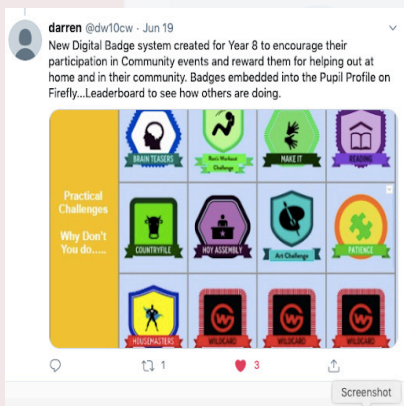 darren @dw10cw · Jun 19
New Digital Badge system created for Year 8 to encourage their
participation in Community events and reward them for helping out at
home and in their community. Badges embedded into the Pupil Profile on
Firefly...Leaderboard to see how others are doing.
BRAIN TEASERS
Challenge
MAKE IT
READING
Practical
Challenges
Why Don't
You do.....
COUNTRYFILE
HOY ASSEMBLY
Art Challenge
PATIENCE
HOUSEMASTERS
WILDCARD
WILDCARD
WILDCARD
1
3
Screenshot